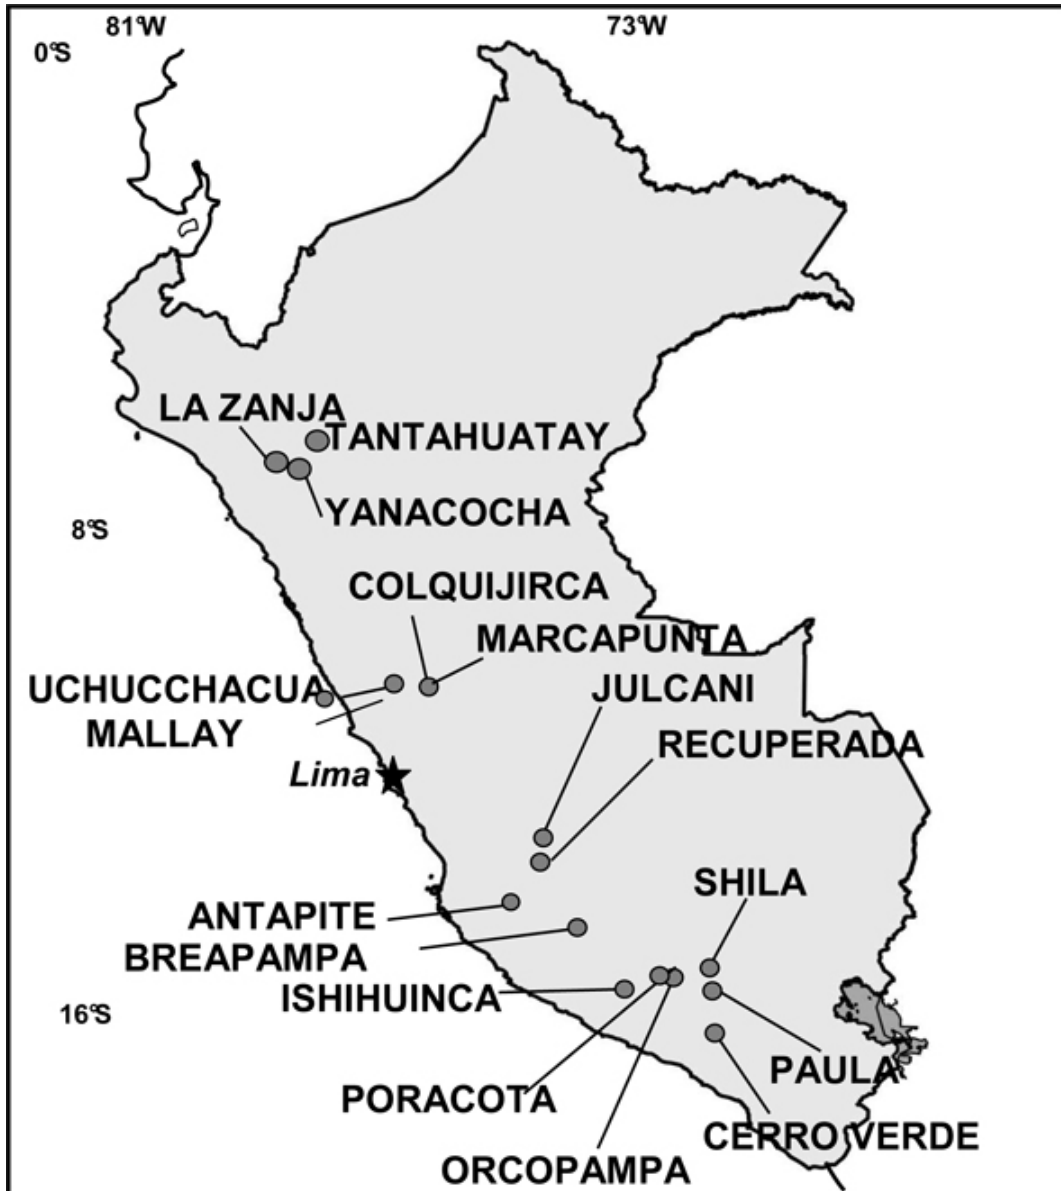 81°W
73°W
0°S
LA ZANJA
TANTAHUATAY
YANACOCHA
8°S
COLQUIJIRCA
MARCAPUNTA
UCHUCCHACUA
JULCANI
MALLAY
RECUPERADA
Lima
SHILA
ANTAPITE
BREAPAMPA
ISHIHUINCA
16°S
PAULA
PORACOTA
CERRO VERDE
ORCOPAMPA